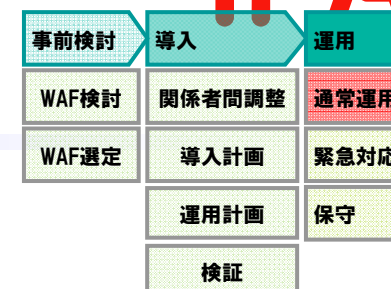 事前検討 導入 運用
WAF検討 関係者間調整 通常運用
WAF選定 導入計画 緊急対応
運用計画 保守
検証